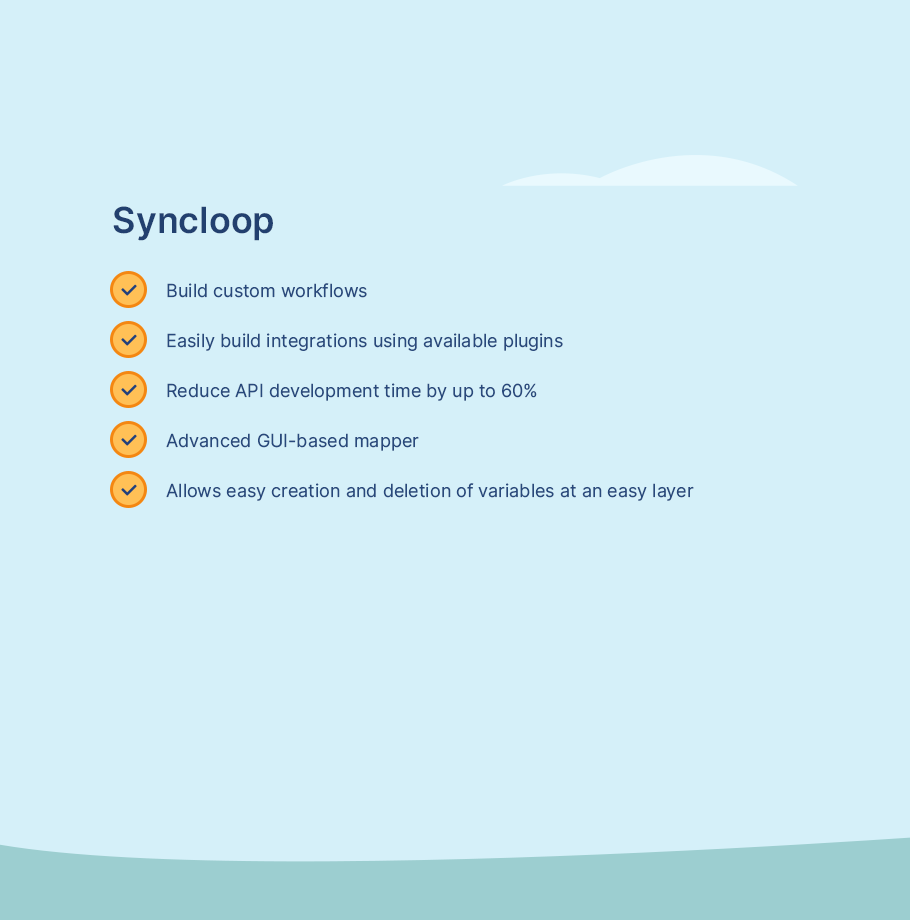 Syncloop
Build custom workflows
Easily build integrations using available plugins
Reduce API development time by up to 60%
Advanced GUI-based mapper
Allows easy creation and deletion of variables at an easy layer